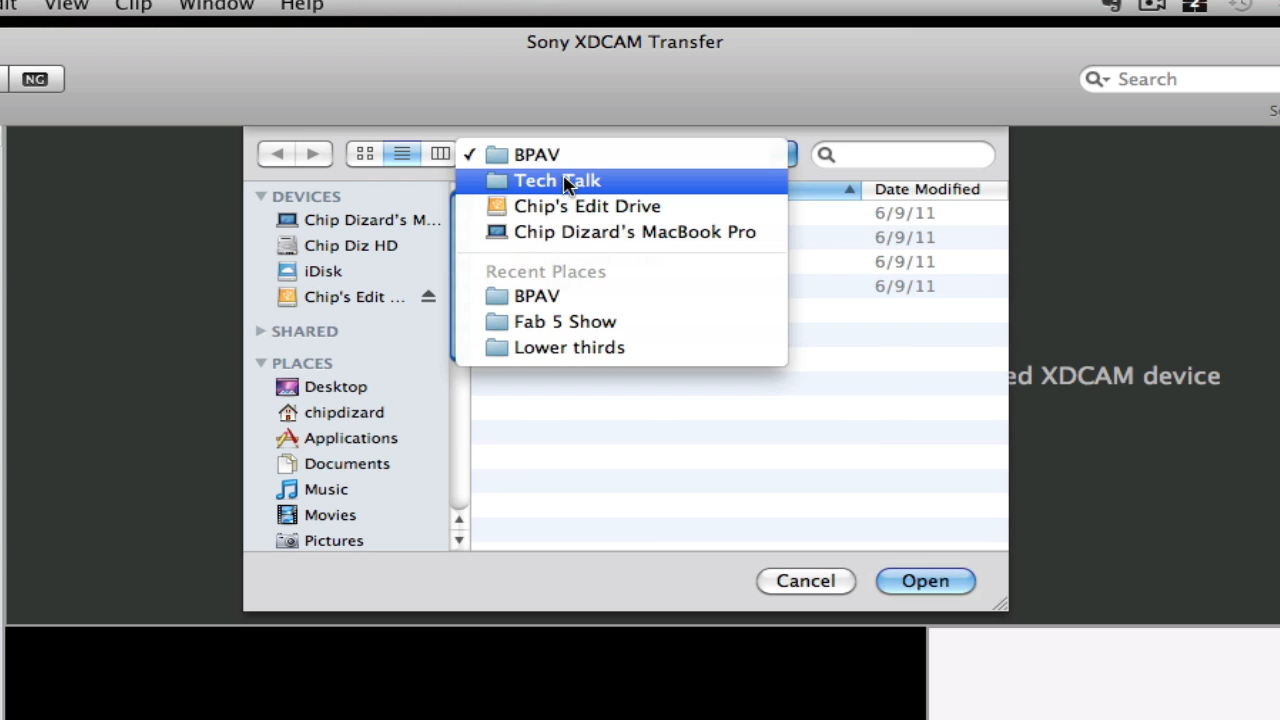 View Clip Window Help
Sony XDCAM Transfer
NG
Search
BPAV
Tech Talk
Chip's Edit Drive
Chip Dizard's MacBook Pro
Recent Places
BPAV
Fab 5 Show
Lower thirds
DEVICES
Chip Dizard's M...
Chip Diz HD
iDisk
Chip's Edit ...
SHARED
PLACES
Desktop
chipdizard
Applications
Documents
Music
Movies
Pictures
Date Modified
6/9/11
6/9/11
6/9/11
6/9/11
XDCAM device
Cancel
Open